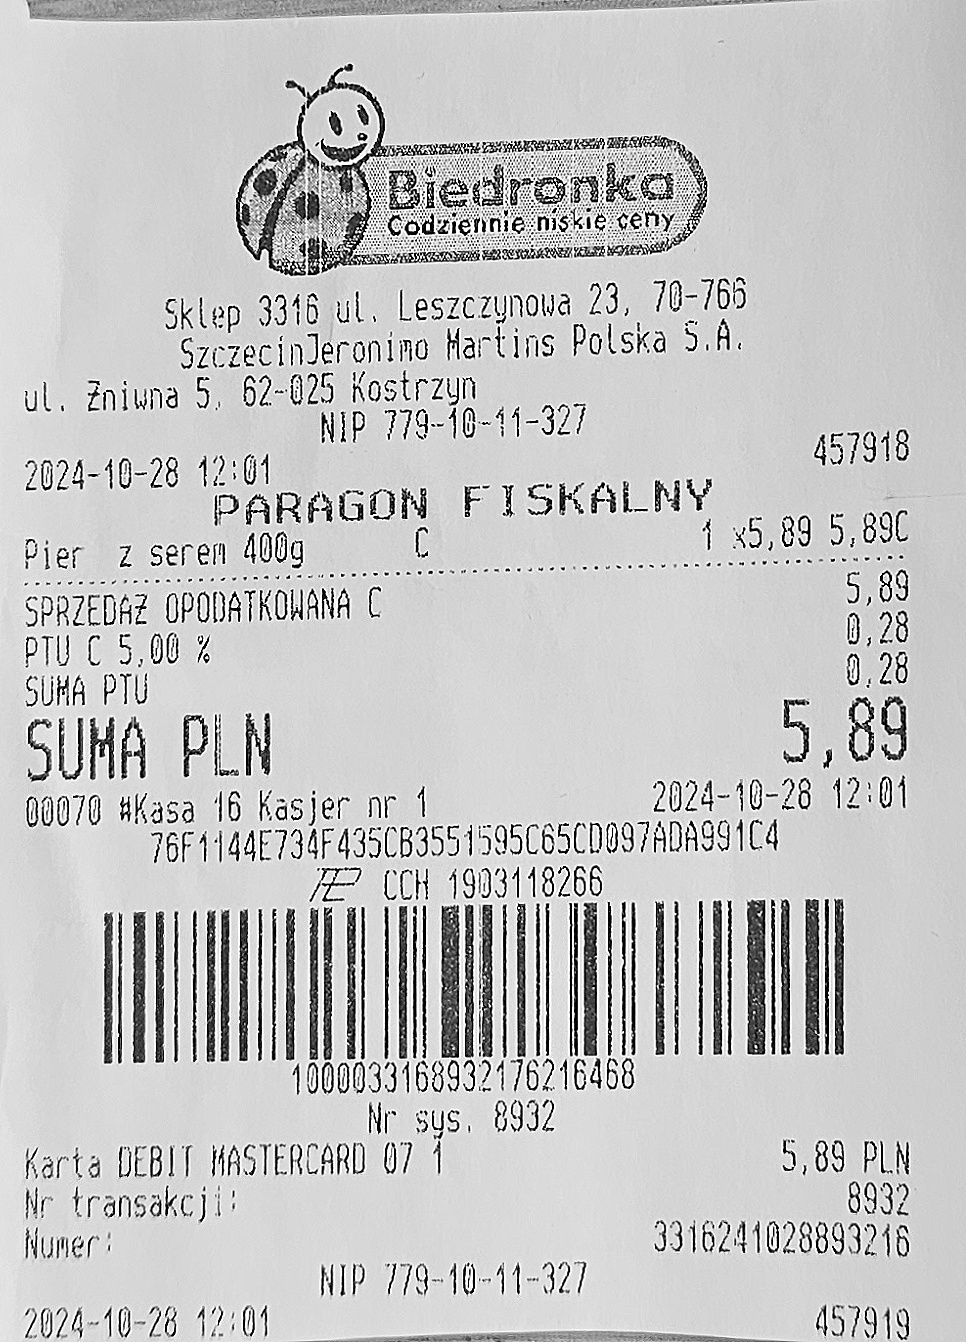 Biedronka
Codziennie niskie ceny
Sklep 3316 ul. Leszczynowa 23, 70-766
SzczecinJeronimo Martins Polska S.A.
ul. Żniwna 5, 62-025 Kostrzyn
NIP 779-10-11-327
2024-10-28 12:01 457918
PARAGON FISKALNY
Pier z serem 400g C 1 x5,89 5,89C
SPRZEDAŻ OPODATKOWANA C 5,89
PTU C 5,00 % 0,28
SUMA PTU 0,28
SUMA PLN 5,89
00070 #Kasa 16 Kasjer nr 1 2024-10-28 12:01
76F1144E734F435CB3551595C65CD097ADA991C4
CCH 1903118266
1000033168932176216468
Nr sys. 8932
Karta DEBIT MASTERCARD 07 1 5,89 PLN
Nr transakcji: 8932
Numer: 3316241028893216
NIP 779-10-11-327
2024-10-28 12:01 457919